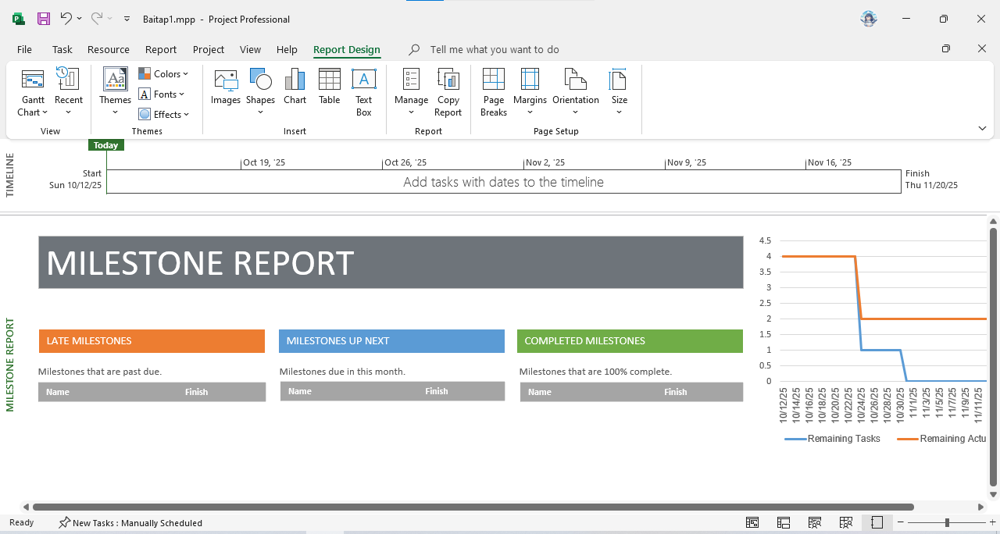 Baitap1.mpp - Project Professional
File Task Resource Report Project View Help Report Design Tell me what you want to do
Gantt Chart Recent Themes Colors Fonts Effects Images Shapes Chart Table Text Box Manage Copy Report Page Breaks Margins Orientation Size
View Themes Insert Report Page Setup
Today
TIMELINE
Oct 19, '25 Oct 26, '25 Nov 2, '25 Nov 9, '25 Nov 16, '25
Start
Sun 10/12/25
Add tasks with dates to the timeline
Finish
Thu 11/20/25
MILESTONE REPORT
MILESTONE REPORT
LATE MILESTONES
Milestones that are past due.
Name Finish
MILESTONES UP NEXT
Milestones due in this month.
Name Finish
COMPLETED MILESTONES
Milestones that are 100% complete.
Name Finish
4.5
4
3.5
3
2.5
2
1.5
1
0.5
0
10/12/25 10/14/25 10/16/25 10/18/25 10/20/25 10/22/25 10/24/25 10/26/25 10/28/25 10/30/25 11/1/25 11/3/25 11/5/25 11/7/25 11/9/25 11/11/25
Remaining Tasks Remaining Actu
Ready New Tasks : Manually Scheduled